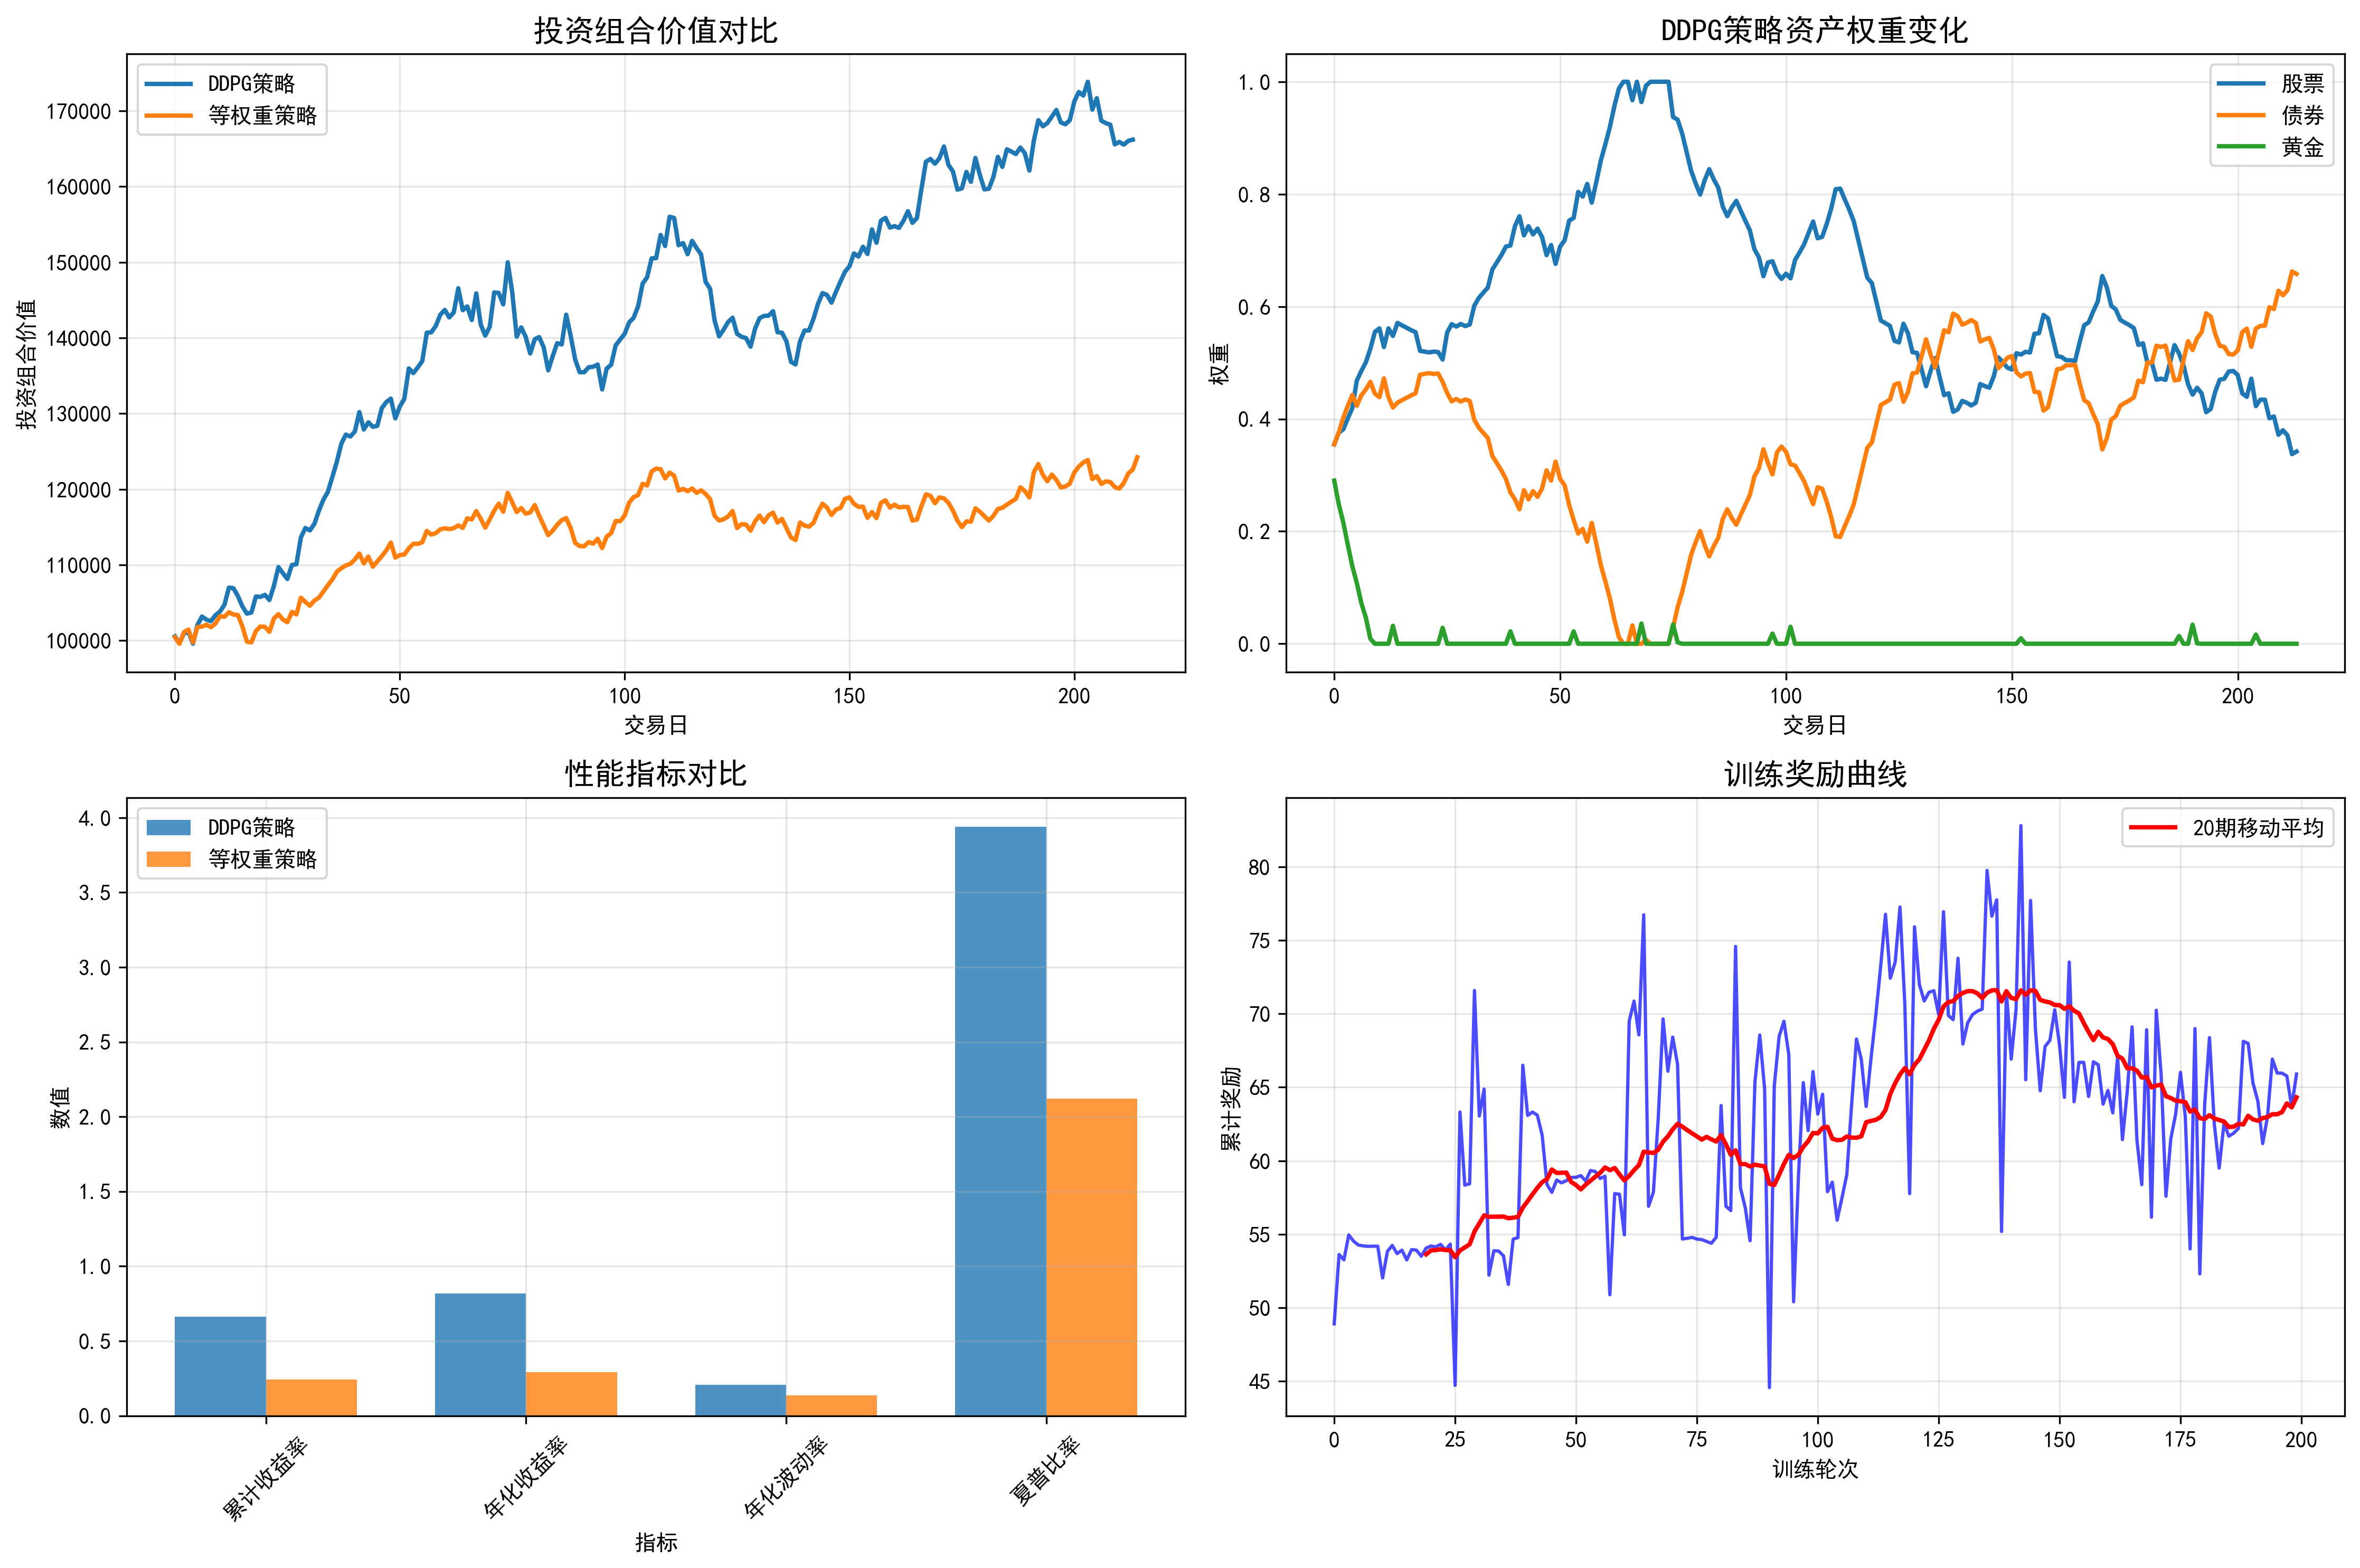 投资组合价值对比
DDPG策略
等权重策略
投资组合价值
170000
160000
150000
140000
130000
120000
110000
100000
0
50
100
150
200
交易日
DDPG策略资产权重变化
股票
债券
黄金
权重
1.0
0.8
0.6
0.4
0.2
0.0
0
50
100
150
200
交易日
性能指标对比
DDPG策略
等权重策略
数值
4.0
3.5
3.0
2.5
2.0
1.5
1.0
0.5
0.0
累计收益率
年化收益率
年化波动率
夏普比率
指标
训练奖励曲线
20期移动平均
累计奖励
80
75
70
65
60
55
50
45
0
25
50
75
100
125
150
175
200
训练轮次